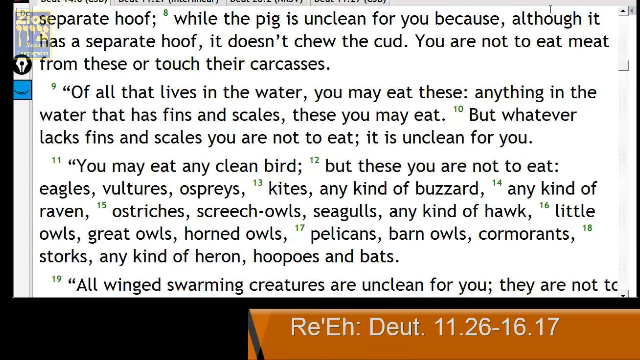 separate hoof; 8 while the pig is unclean for you because, although it
has a separate hoof, it doesn't chew the cud. You are not to eat meat
from these or touch their carcasses.
9 “Of all that lives in the water, you may eat these: anything in the
water that has fins and scales, these you may eat. 10 But whatever
lacks fins and scales you are not to eat; it is unclean for you.
11 “You may eat any clean bird; 12 but these you are not to eat:
eagles, vultures, ospreys, 13 kites, any kind of buzzard, 14 any kind of
raven, 15 ostriches, screech-owls, seagulls, any kind of hawk, 16 little
owls, great owls, horned owls, 17 pelicans, barn owls, cormorants, 18
storks, any kind of heron, hoopoes and bats.
19 “All winged swarming creatures are unclean for you; they are not to
Re'Eh: Deut. 11.26-16.17